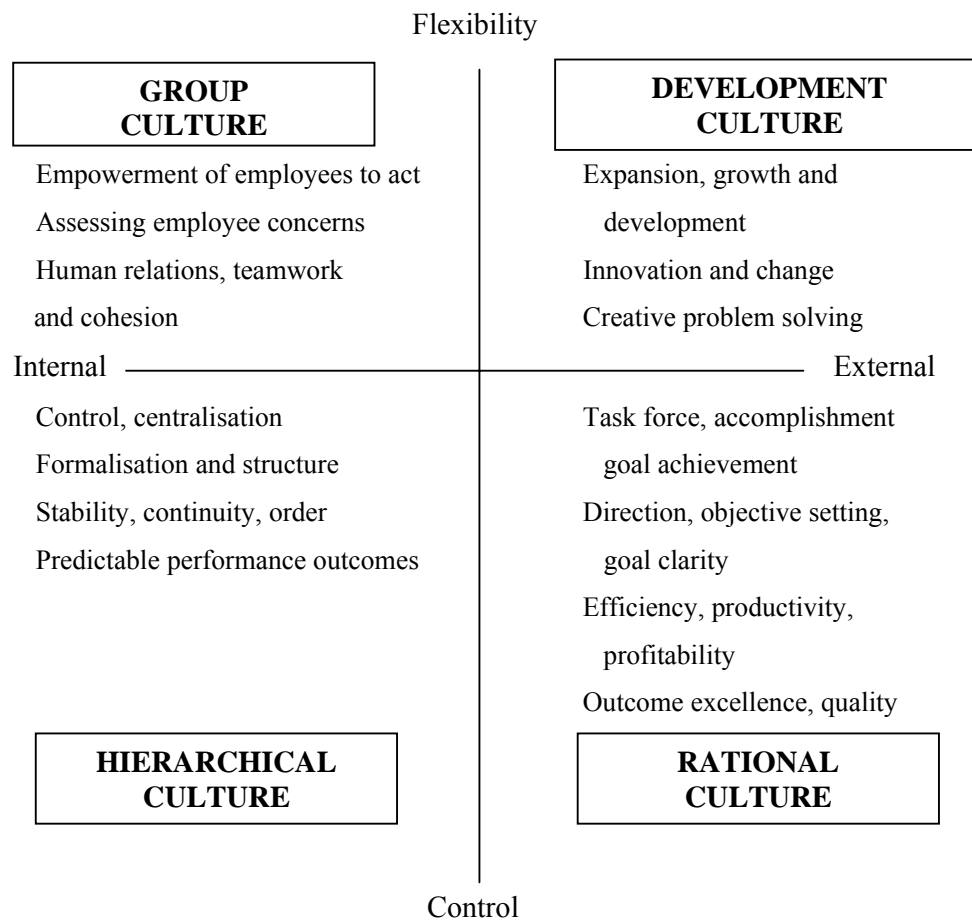 Flexibility
GROUP
CULTURE
DEVELOPMENT
CULTURE
Empowerment of employees to act
Assessing employee concerns
Human relations, teamwork
and cohesion
Expansion, growth and
development
Innovation and change
Creative problem solving
Internal
External
Control, centralisation
Formalisation and structure
Stability, continuity, order
Predictable performance outcomes
Task force, accomplishment
goal achievement
Direction, objective setting,
goal clarity
Efficiency, productivity,
profitability
Outcome excellence, quality
HIERARCHICAL
CULTURE
RATIONAL
CULTURE
Control